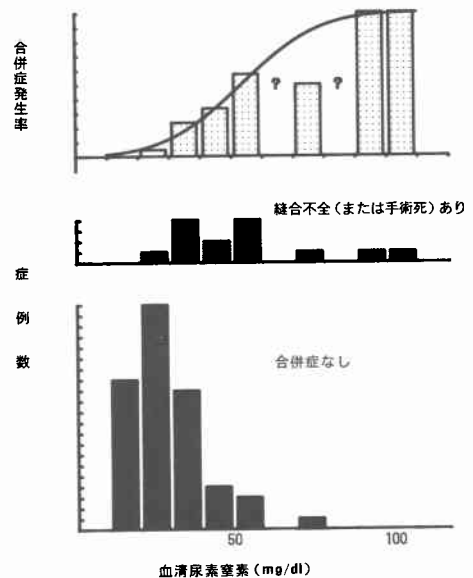 合併症発生率
? ?
縫合不全(または手術死)あり
症例数
合併症なし
50 100
血清尿素窒素(mg/dl)